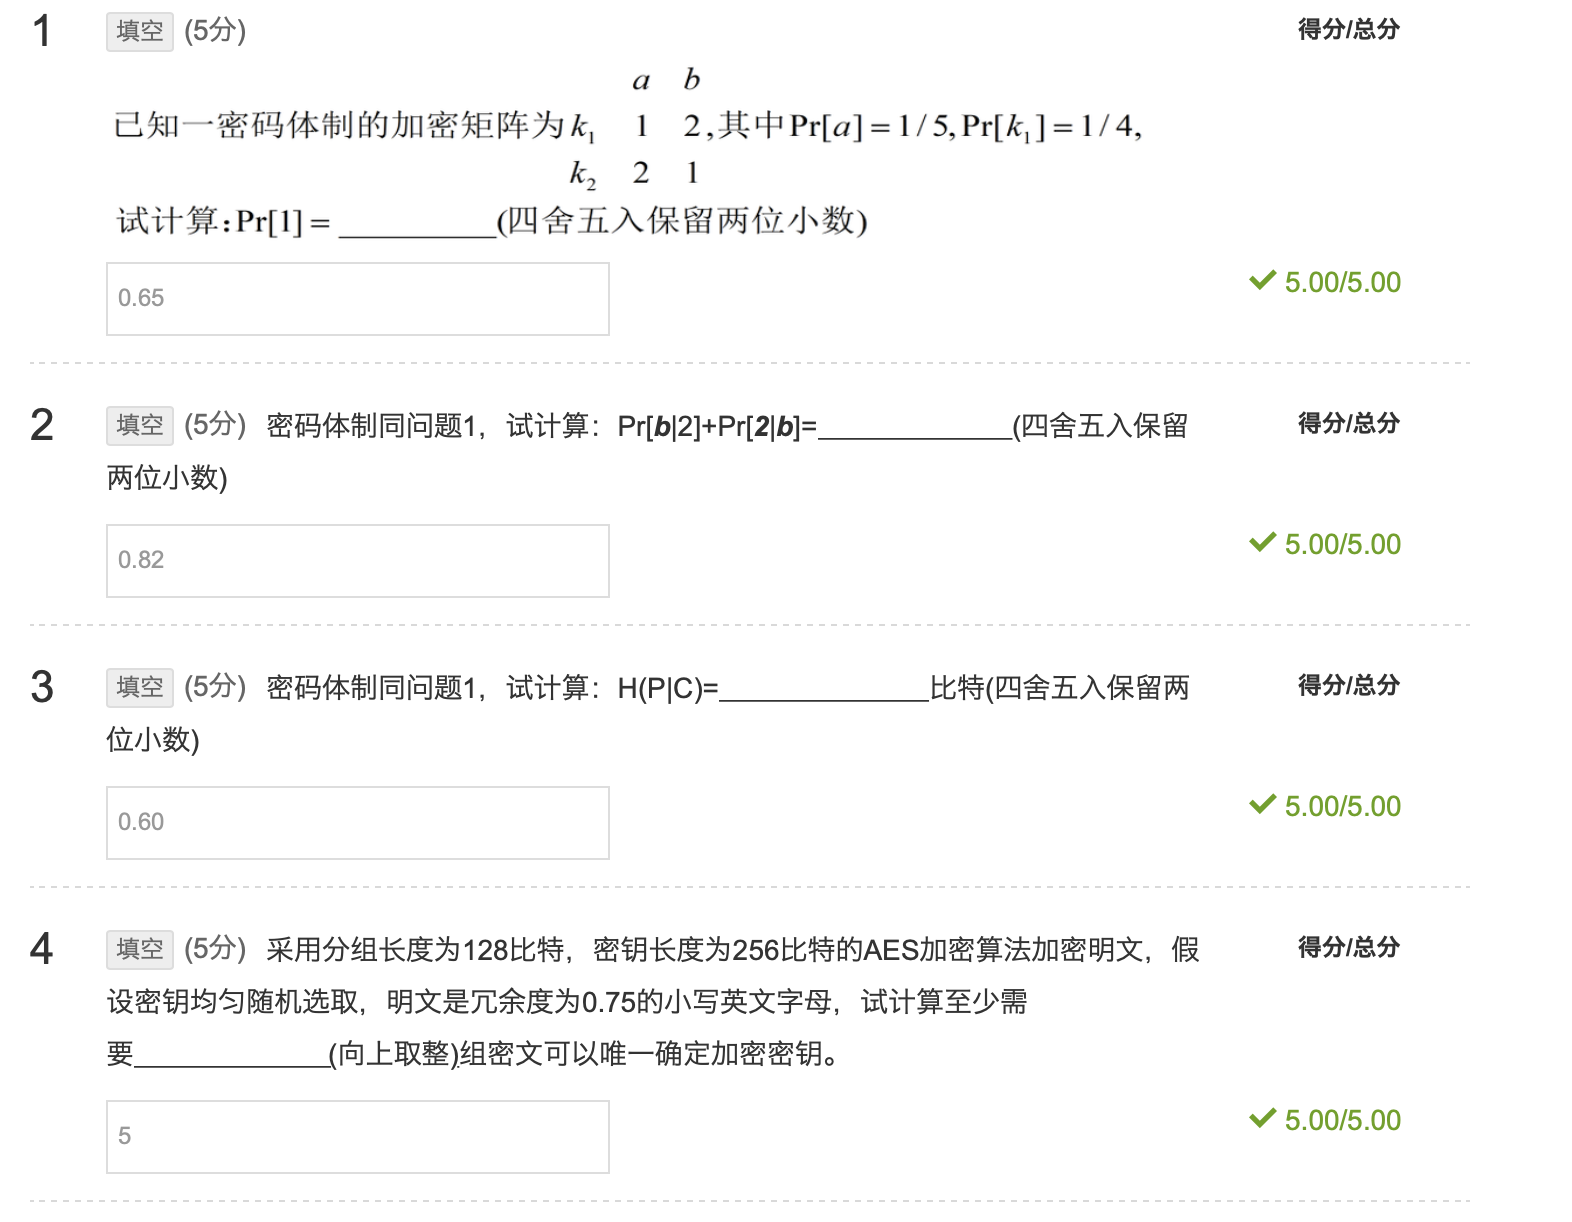 1 填空 (5分) 得分/总分
a b
已知一密码体制的加密矩阵为 k₁ 1 2,其中Pr[a]=1/5,Pr[k₁]=1/4,
k₂ 2 1
试计算:Pr[1]=__________(四舍五入保留两位小数)
0.65 5.00/5.00
2 填空 (5分) 密码体制同问题1，试计算：Pr[b|2]+Pr[2|b]=____________(四舍五入保留 得分/总分
两位小数)
0.82 5.00/5.00
3 填空 (5分) 密码体制同问题1，试计算：H(P|C)=_____________比特(四舍五入保留两 得分/总分
位小数)
0.60 5.00/5.00
4 填空 (5分) 采用分组长度为128比特，密钥长度为256比特的AES加密算法加密明文，假 得分/总分
设密钥均匀随机选取，明文是冗余度为0.75的小写英文字母，试计算至少需
要____________(向上取整)组密文可以唯一确定加密密钥。
5 5.00/5.00